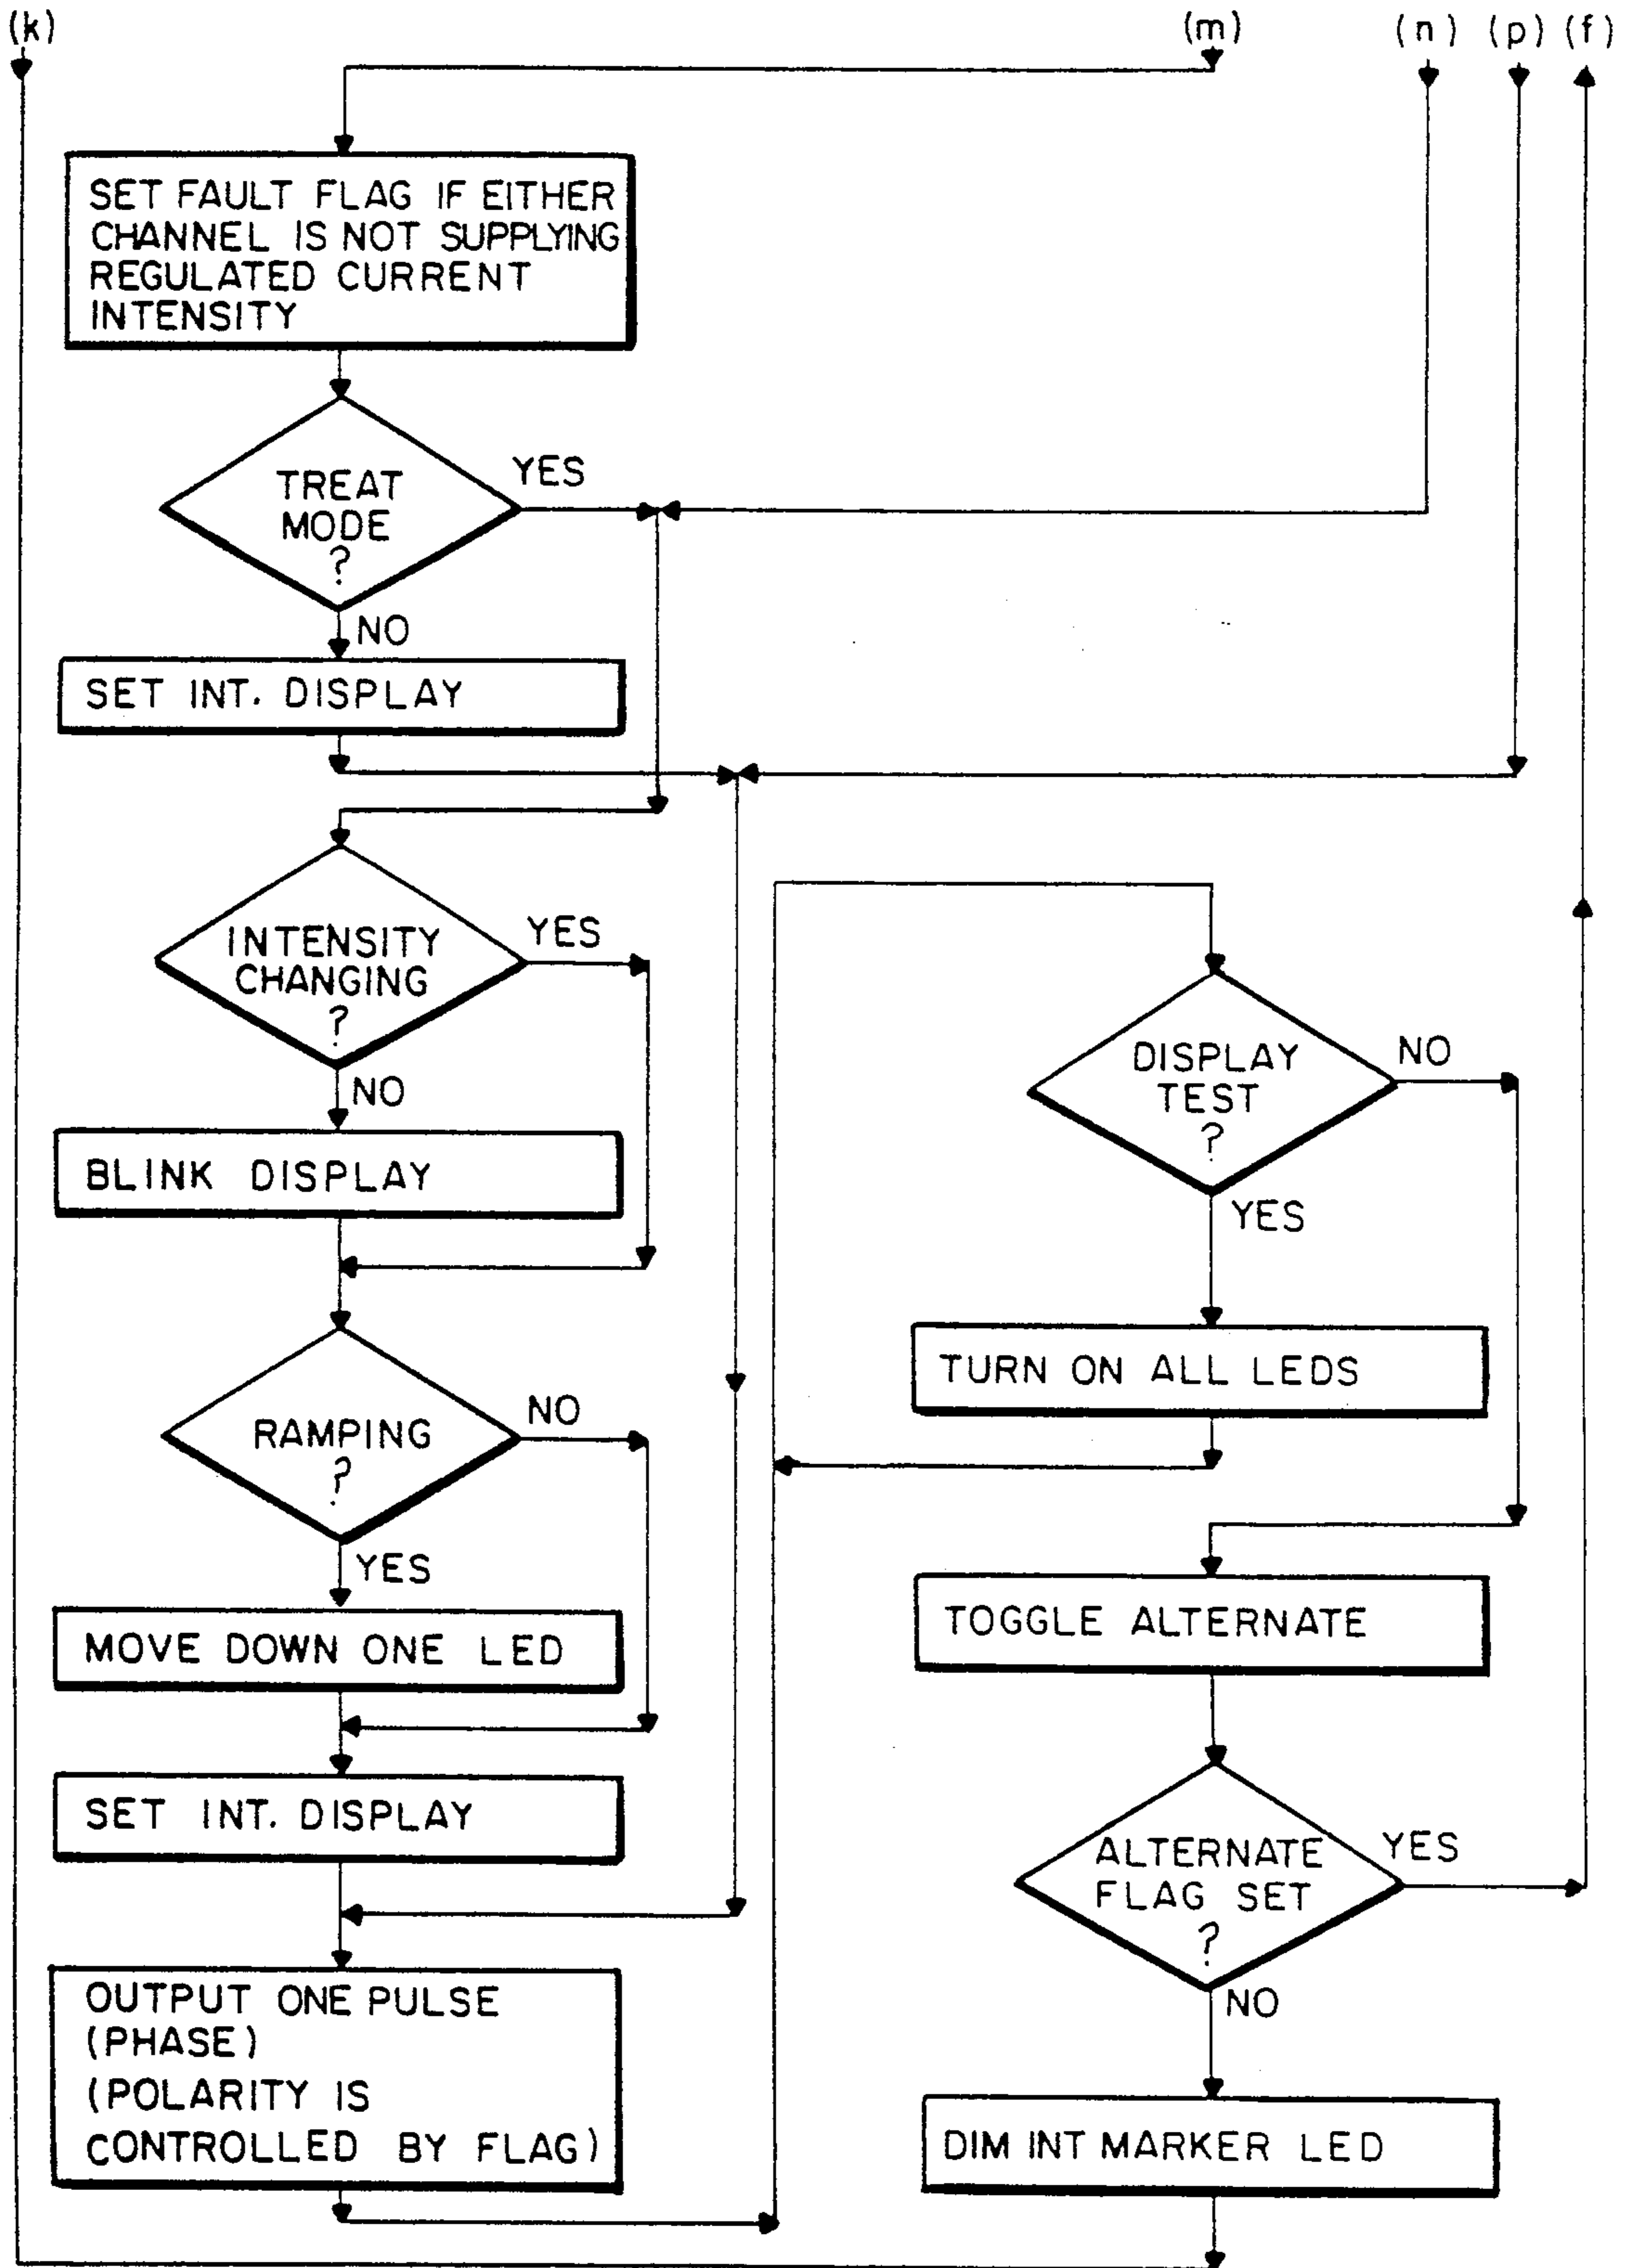 (k)
(m)
(n)
(p)
(f)
SET FAULT FLAG IF EITHER
CHANNEL IS NOT SUPPLYING
REGULATED CURRENT
INTENSITY
TREAT
MODE
?
YES
NO
SET INT. DISPLAY
INTENSITY
CHANGING
?
YES
NO
BLINK DISPLAY
RAMPING
?
NO
YES
MOVE DOWN ONE LED
SET INT. DISPLAY
OUTPUT ONE PULSE
(PHASE)
(POLARITY IS
CONTROLLED BY FLAG)
DISPLAY
TEST
?
NO
YES
TURN ON ALL LEDS
TOGGLE ALTERNATE
ALTERNATE
FLAG SET
?
YES
NO
DIM INT MARKER LED